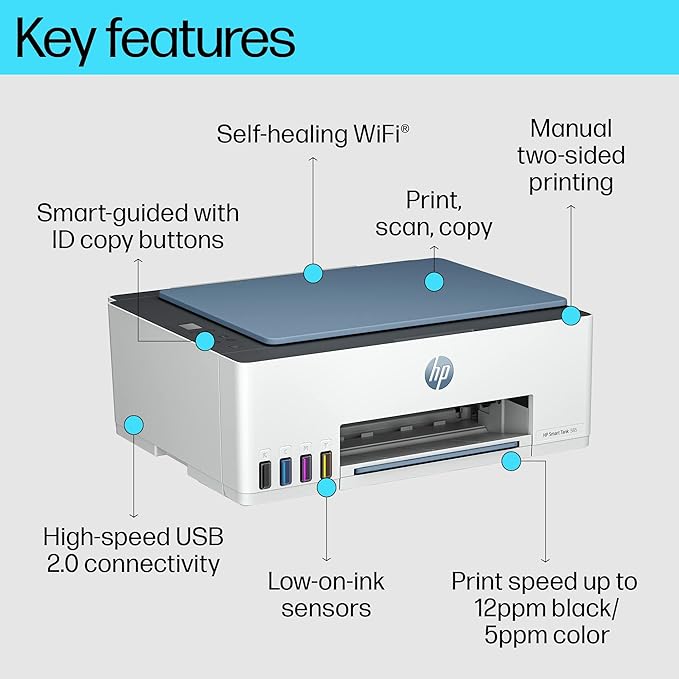 Key features
Self-healing WiFi®
Manual
two-sided
printing
Smart-guided with
ID copy buttons
Print,
scan, copy
hp
HP Smart Tank 585
K C M Y
High-speed USB
2.0 connectivity
Low-on-ink
sensors
Print speed up to
12ppm black/
5ppm color